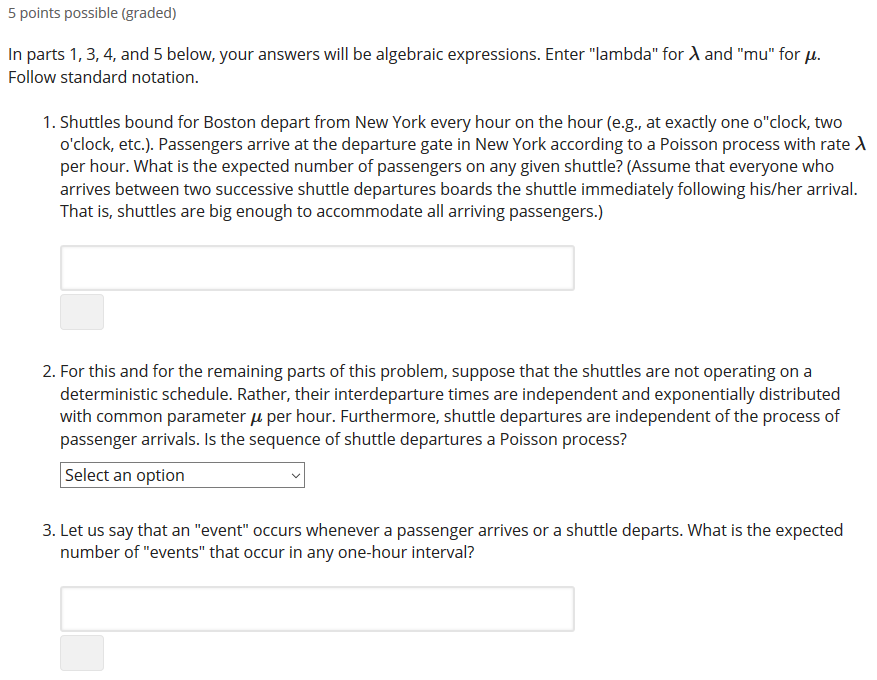 5 points possible (graded)
In parts 1, 3, 4, and 5 below, your answers will be algebraic expressions. Enter "lambda" for λ and "mu" for μ.
Follow standard notation.
1. Shuttles bound for Boston depart from New York every hour on the hour (e.g., at exactly one o"clock, two
o'clock, etc.). Passengers arrive at the departure gate in New York according to a Poisson process with rate λ
per hour. What is the expected number of passengers on any given shuttle? (Assume that everyone who
arrives between two successive shuttle departures boards the shuttle immediately following his/her arrival.
That is, shuttles are big enough to accommodate all arriving passengers.)
2. For this and for the remaining parts of this problem, suppose that the shuttles are not operating on a
deterministic schedule. Rather, their interdeparture times are independent and exponentially distributed
with common parameter μ per hour. Furthermore, shuttle departures are independent of the process of
passenger arrivals. Is the sequence of shuttle departures a Poisson process?
Select an option
3. Let us say that an "event" occurs whenever a passenger arrives or a shuttle departs. What is the expected
number of "events" that occur in any one-hour interval?